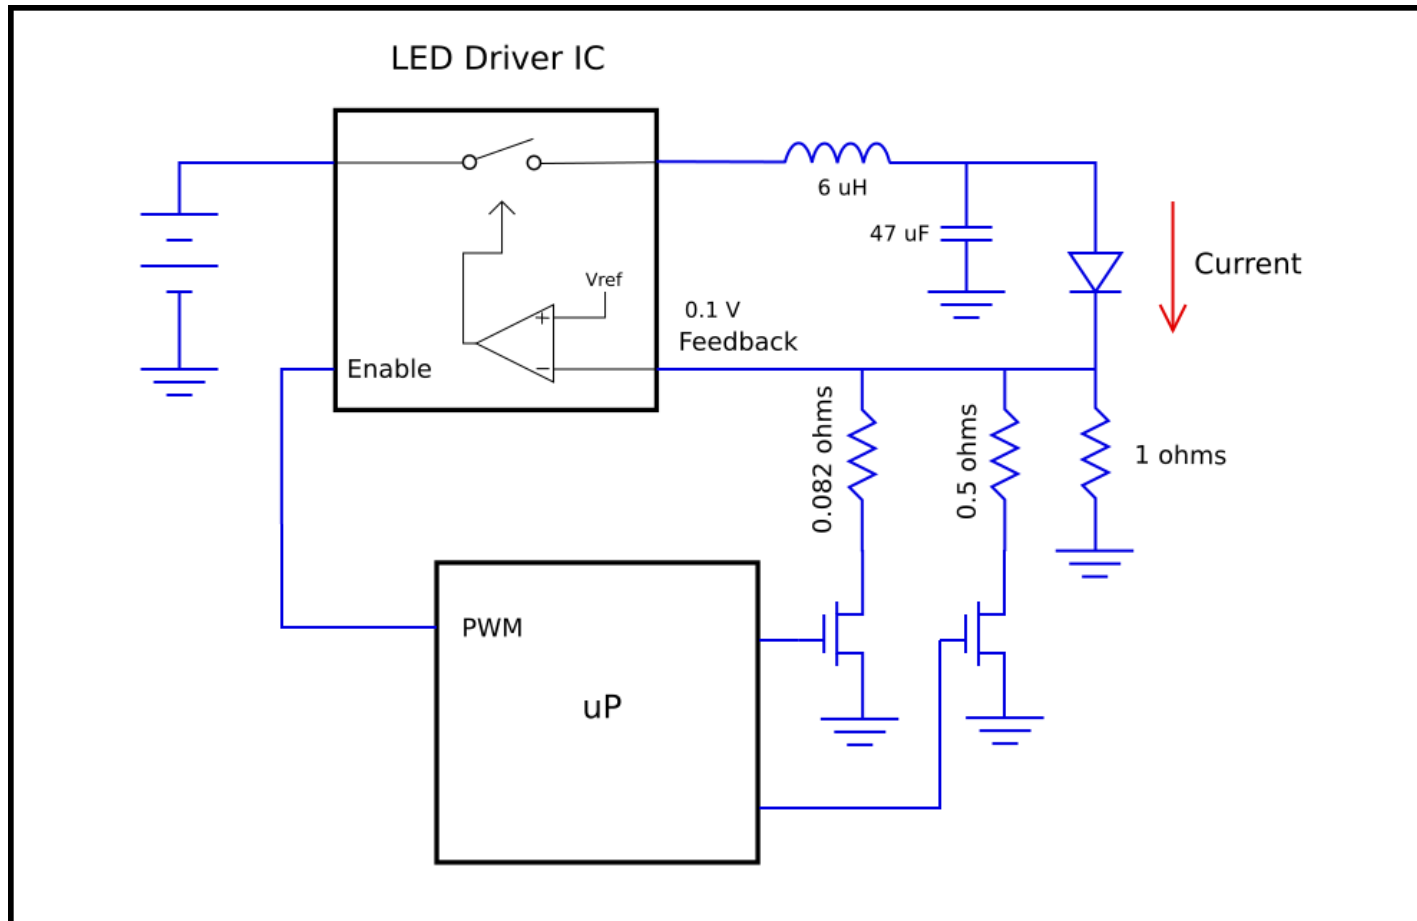 LED Driver IC
6 uH
47 uF
Vref
0.1 V
Feedback
Current
Enable
0.082 ohms
0.5 ohms
1 ohms
PWM
uP